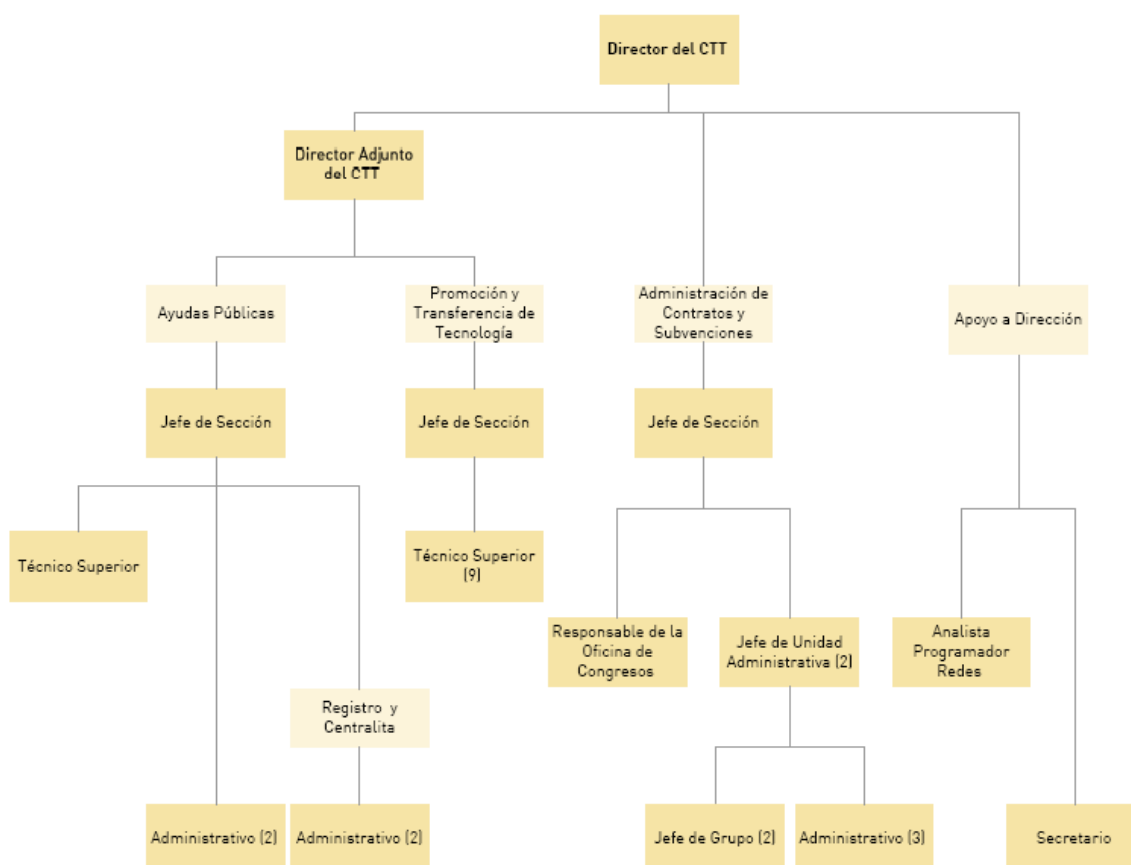 Director del CTT
Director Adjunto
del CTT
Ayudas Públicas
Promoción y
Transferencia de
Tecnología
Administración de
Contratos y
Subvenciones
Apoyo a Dirección
Jefe de Sección
Jefe de Sección
Jefe de Sección
Técnico Superior
Técnico Superior
(9)
Responsable de la
Oficina de
Congresos
Jefe de Unidad
Administrativa (2)
Analista
Programador
Redes
Registro y
Centralita
Administrativo (2)
Administrativo (2)
Jefe de Grupo (2)
Administrativo (3)
Secretario